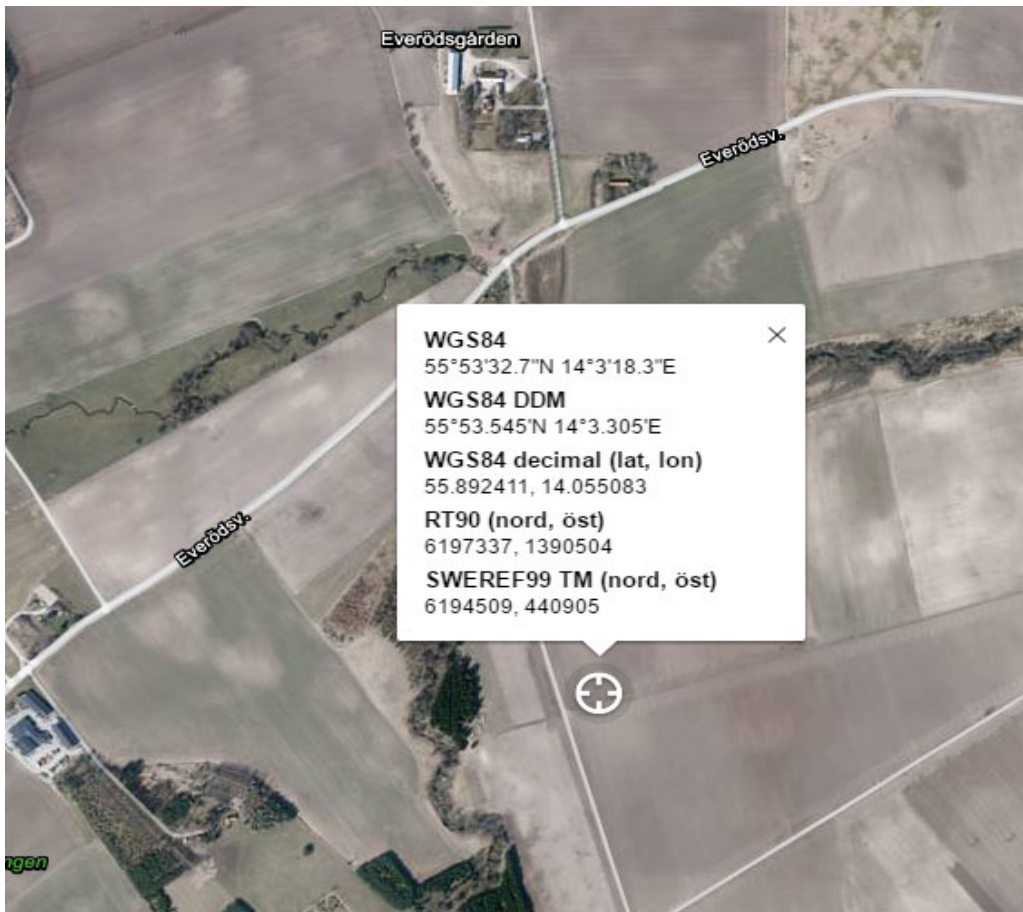 Everödsgården
Everödsv.
WGS84
55°53'32.7"N 14°3'18.3"E
WGS84 DDM
55°53.545'N 14°3.305'E
WGS84 decimal (lat, lon)
55.892411, 14.055083
RT90 (nord, öst)
6197337, 1390504
SWEREF99 TM (nord, öst)
6194509, 440905
Everödsv.
ngen